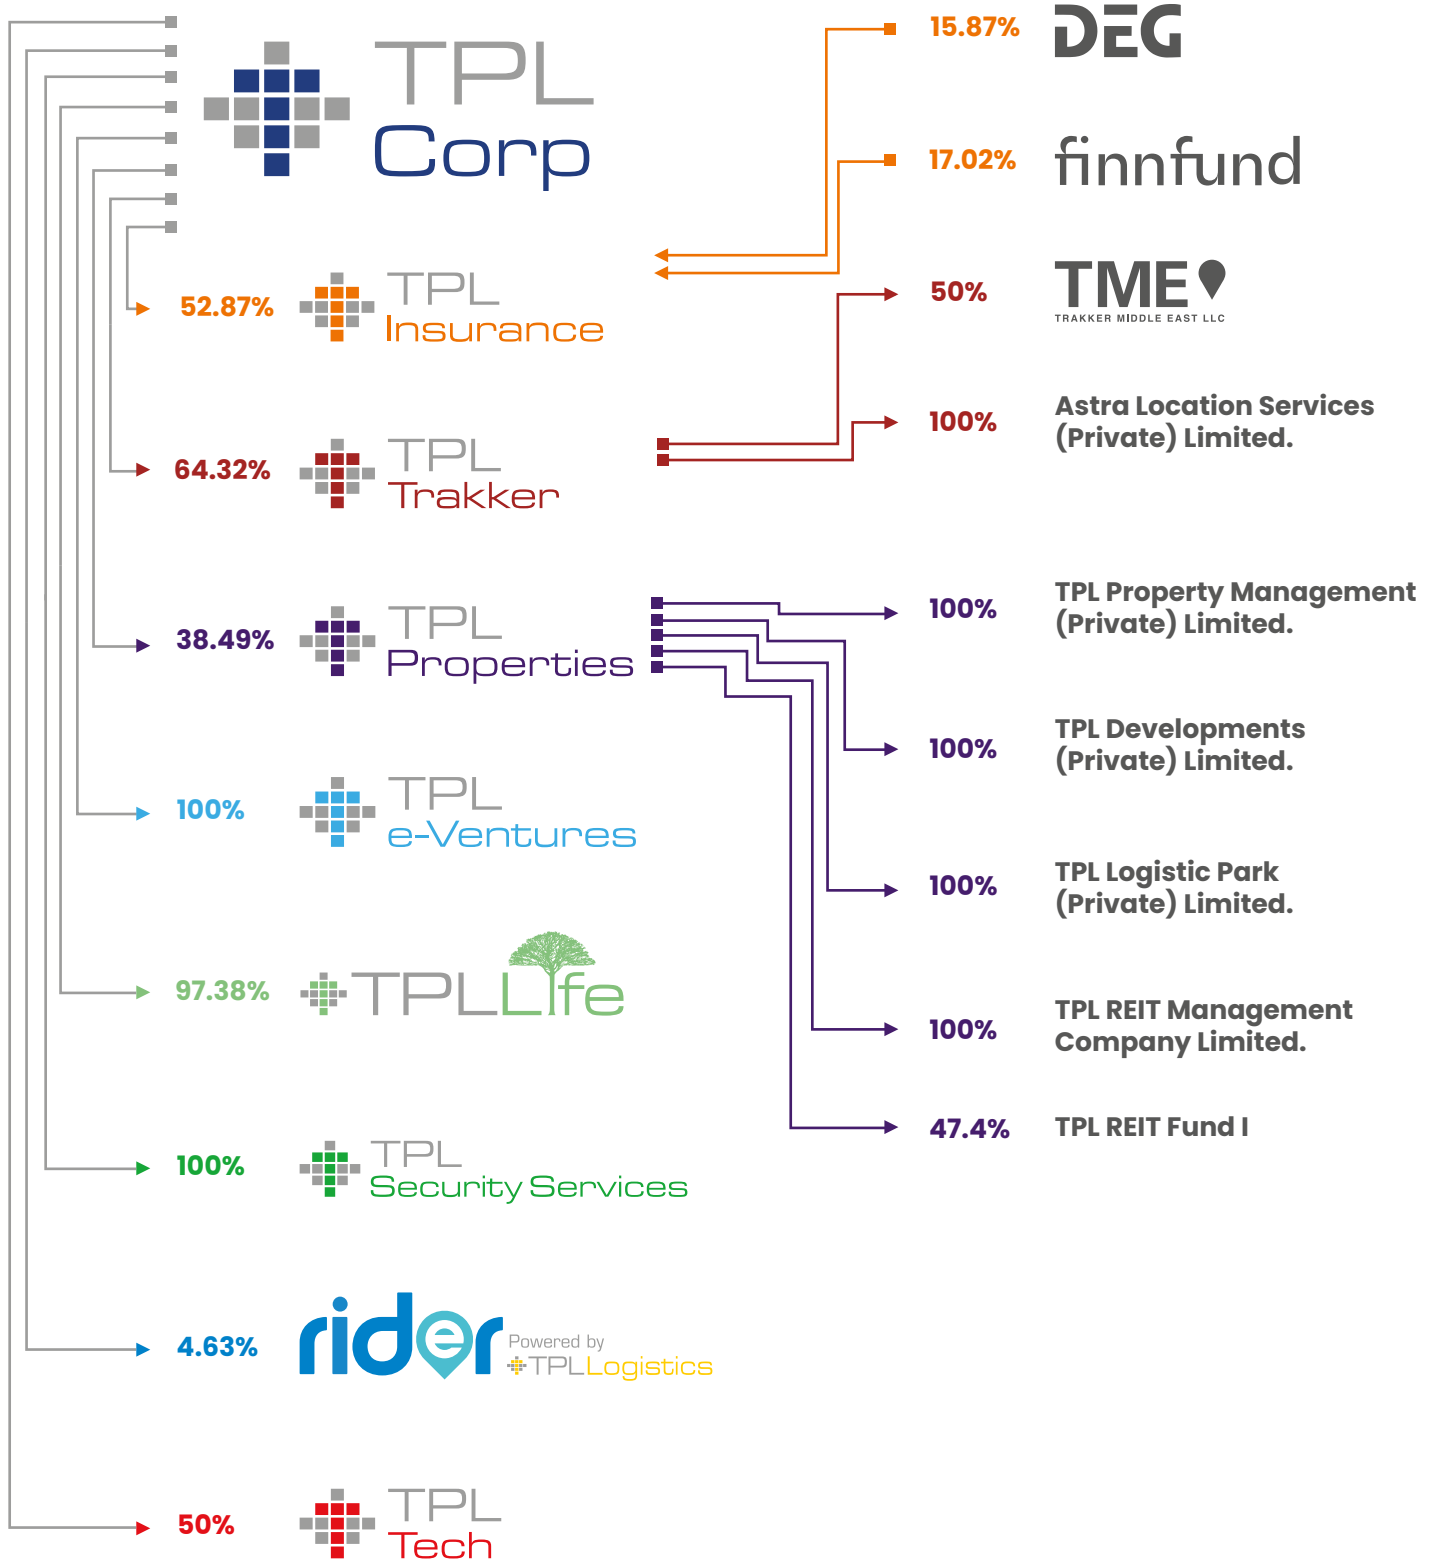 TPL
Corp
52.87%
TPL
Insurance
64.32%
TPL
Trakker
38.49%
TPL
Properties
100%
TPL
e-Ventures
97.38%
TPL Life
100%
TPL
Security Services
4.63%
rider
Powered by
TPL Logistics
50%
TPL
Tech
15.87%
DEG
17.02%
finnfund
50%
TME
TRAKKER MIDDLE EAST LLC
100%
Astra Location Services
(Private) Limited.
100%
TPL Property Management
(Private) Limited.
100%
TPL Developments
(Private) Limited.
100%
TPL Logistic Park
(Private) Limited.
100%
TPL REIT Management
Company Limited.
47.4%
TPL REIT Fund I